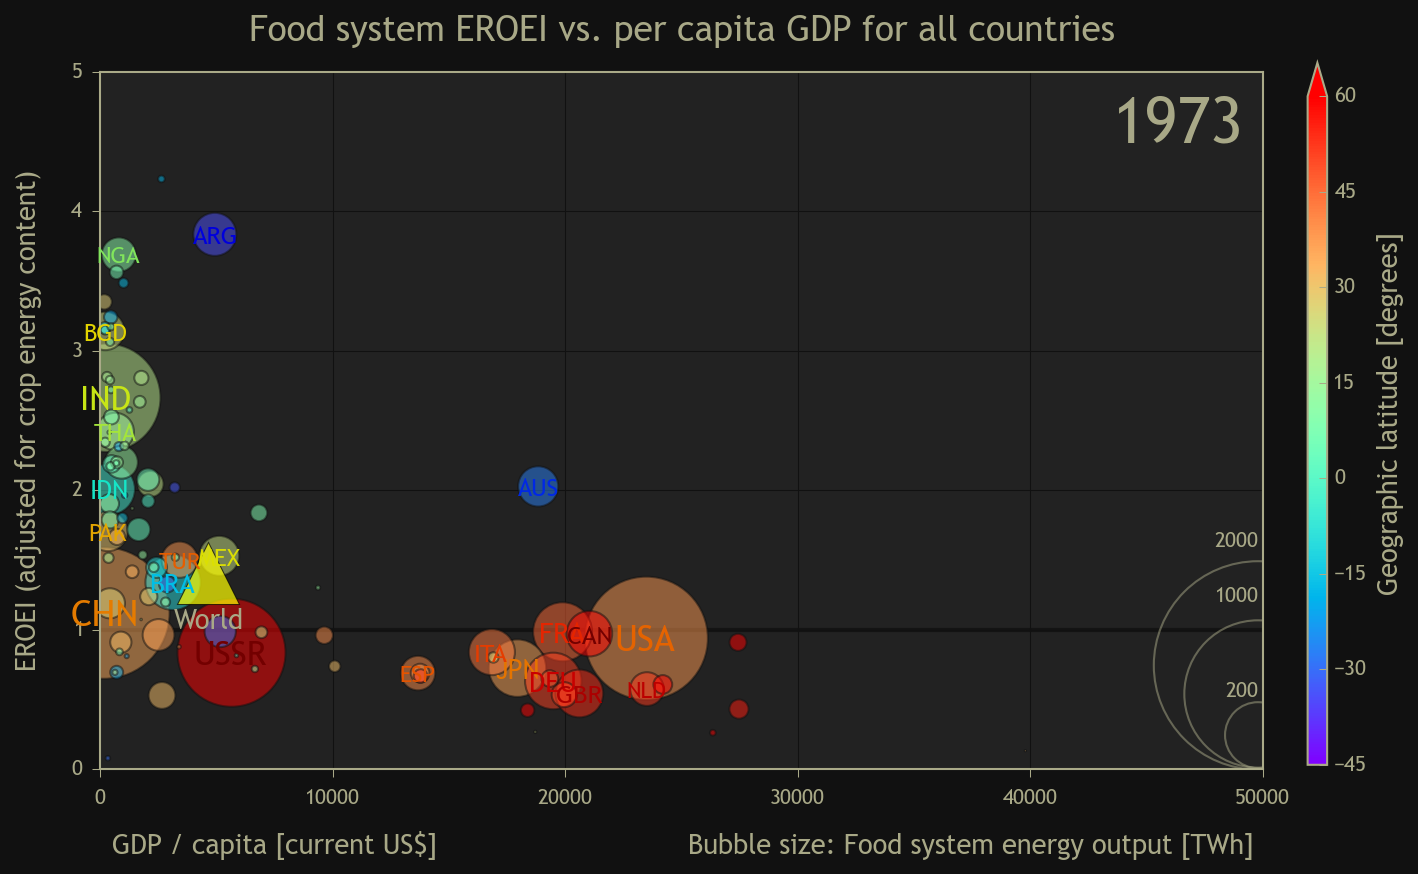 Food system EROEI vs. per capita GDP for all countries
1973
EROEI (adjusted for crop energy content)
5
4
3
2
1
0
0
10000
20000
30000
40000
50000
GDP / capita [current US$]
Bubble size: Food system energy output [TWh]
ARG
NGA
BGD
IND
THA
IDN
AUS
PAK
TUR
MEX
BRA
World
CHN
USSR
ESP
ITA
JPN
FRA
CAN
USA
DEU
GBR
NLD
2000
1000
200
60
45
30
15
0
−15
−30
−45
Geographic latitude [degrees]